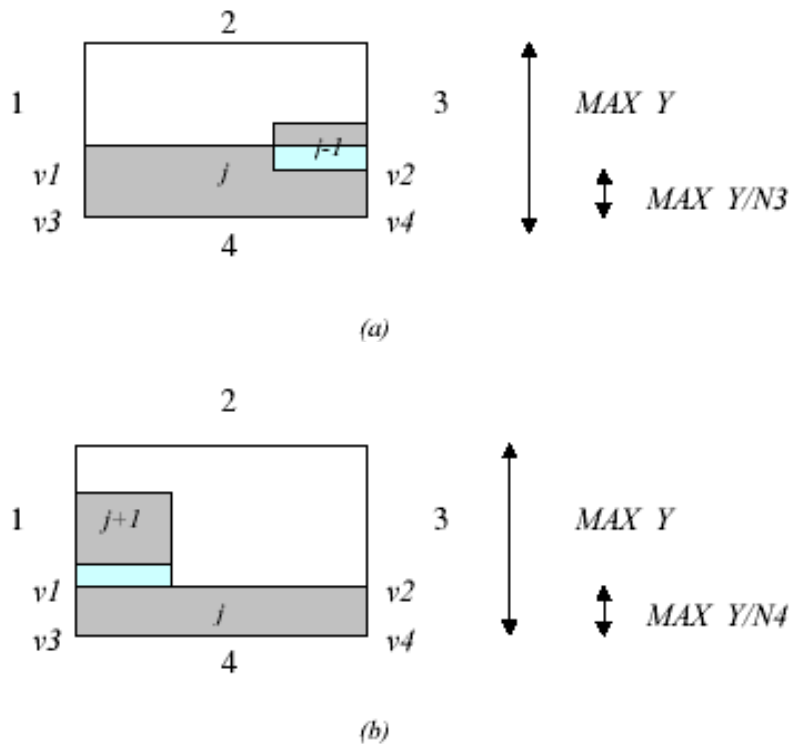 2
1 3 MAX Y
j-1
v1 j v2
MAX Y/N3
v3 v4
4
(a)
2
1 j+1 3 MAX Y
v1 v2
j MAX Y/N4
v3 v4
4
(b)